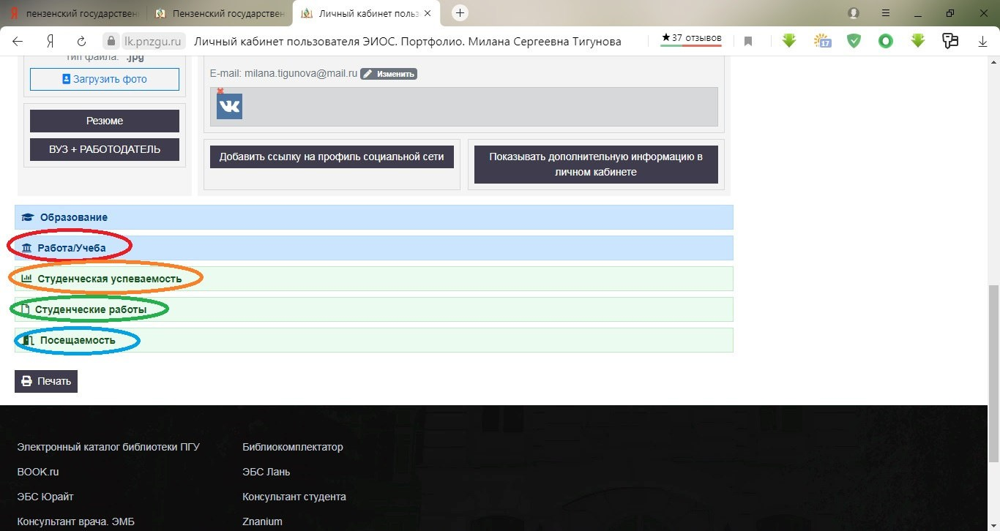 пензенский государствен
Пензенский государствен
Личный кабинет польз
lk.pnzgu.ru
Личный кабинет пользователя ЭИОС. Портфолио. Милана Сергеевна Тигунова
★37 отзывов
17
Тип файла: .jpg
Загрузить фото
E-mail: milana.tigunova@mail.ru Изменить
Резюме
ВУЗ + РАБОТОДАТЕЛЬ
Добавить ссылку на профиль социальной сети
Показывать дополнительную информацию в
личном кабинете
Образование
Работа/Учеба
Студенческая успеваемость
Студенческие работы
Посещаемость
Печать
Электронный каталог библиотеки ПГУ
BOOK.ru
ЭБС Юрайт
Консультант врача. ЭМБ
Библиокомплектатор
ЭБС Лань
Консультант студента
Znanium